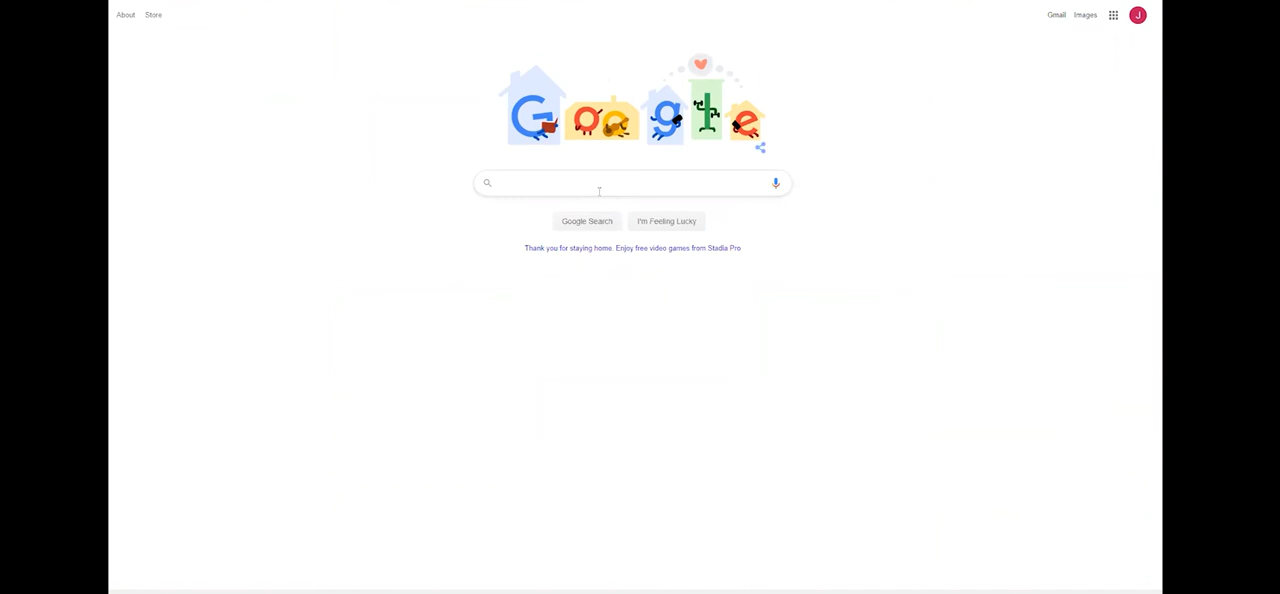 About Store
Gmail Images J
Google
Google Search I'm Feeling Lucky
Thank you for staying home. Enjoy free video games from Stadia Pro